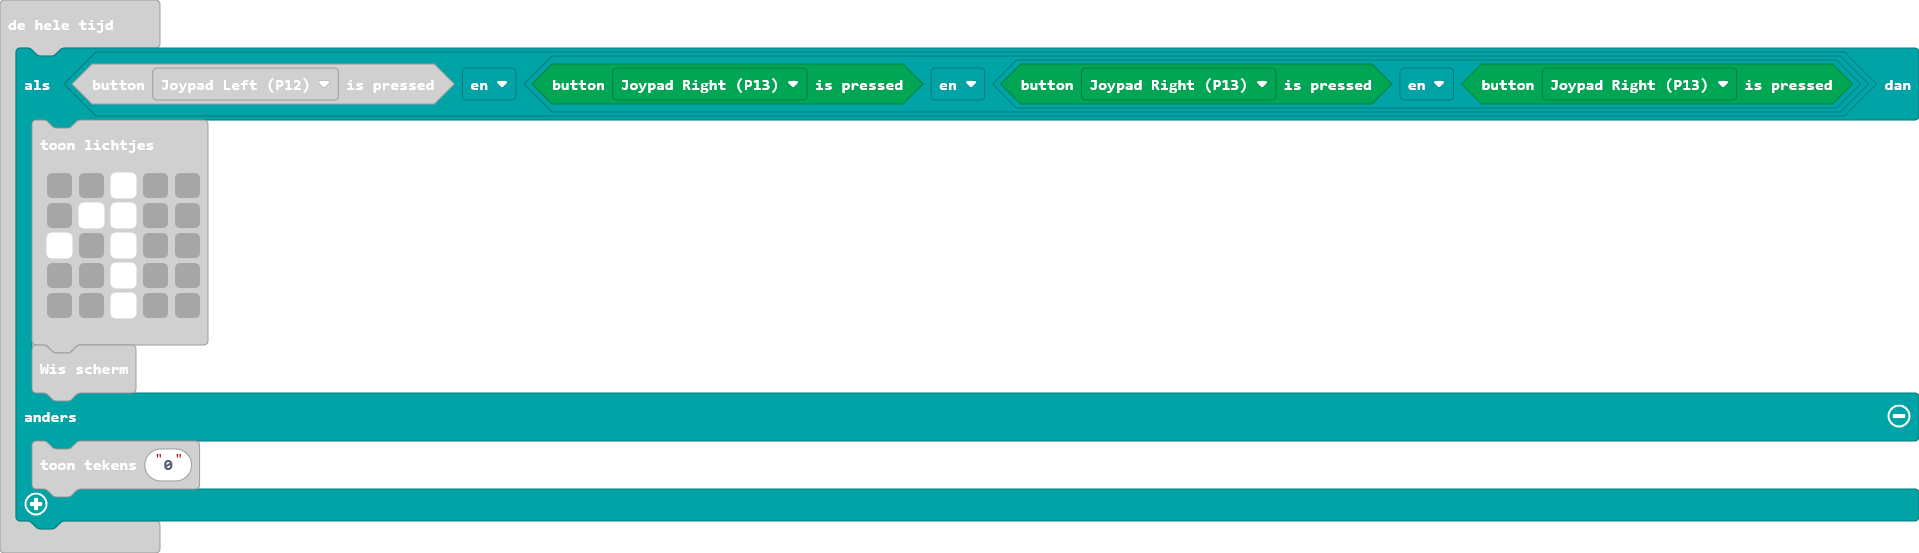 de hele tijd
als button Joypad Left (P12) is pressed en button Joypad Right (P13) is pressed en button Joypad Right (P13) is pressed en button Joypad Right (P13) is pressed dan
toon lichtjes
Wis scherm
anders
toon tekens "0"